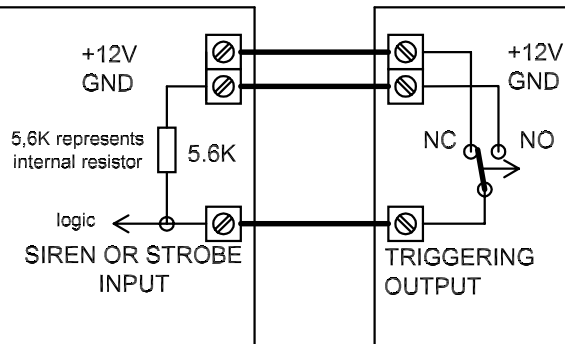 +12V
GND
5,6K represents
internal resistor
5.6K
logic
SIREN OR STROBE
INPUT
+12V
GND
NC
NO
TRIGGERING
OUTPUT